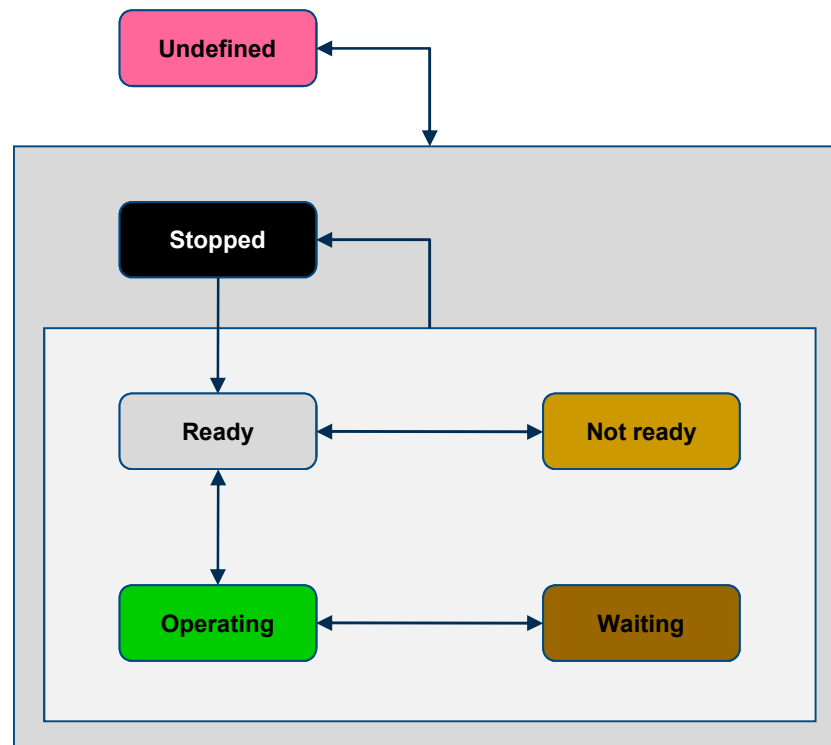 Undefined
Stopped
Ready
Not ready
Operating
Waiting